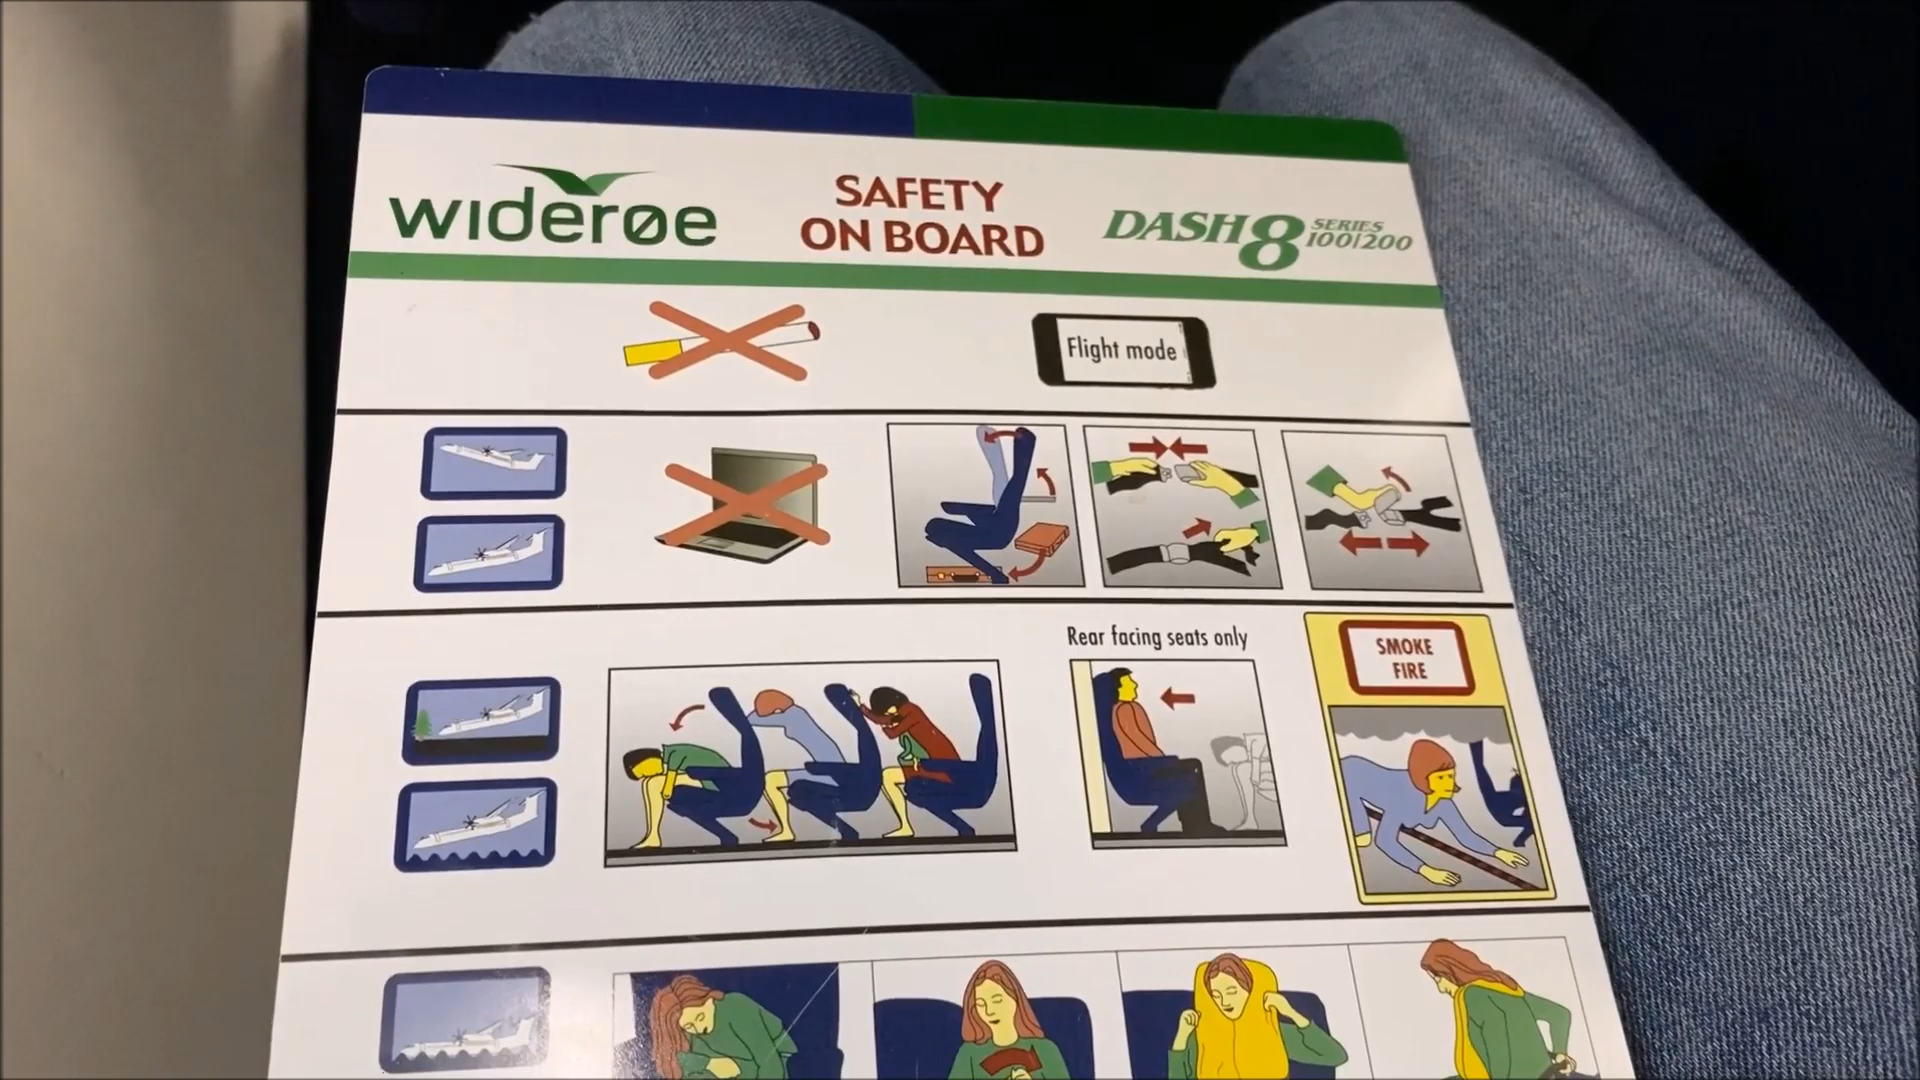 widerøe
SAFETY
ON BOARD
DASH 8 SERIES
100|200
Flight mode
Rear facing seats only
SMOKE
FIRE